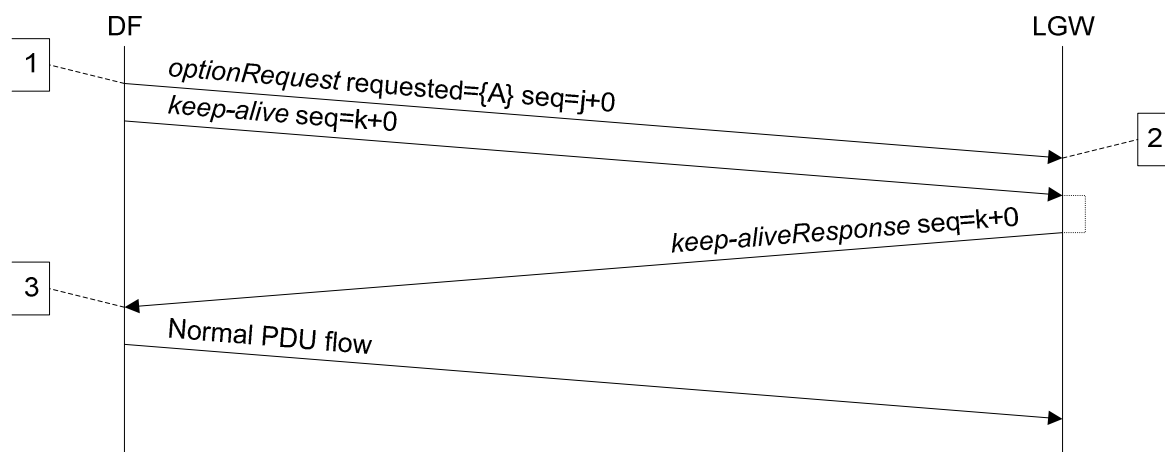 DF
LGW
1
optionRequest requested={A} seq=j+0
keep-alive seq=k+0
2
keep-aliveResponse seq=k+0
3
Normal PDU flow